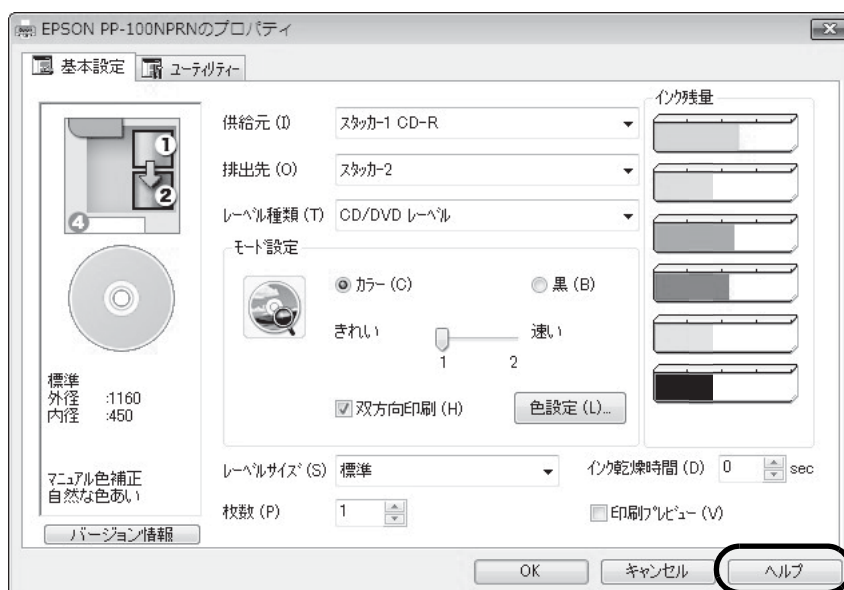 EPSON PP-100NPRNのプロパティ
基本設定
ユーティリティー
1
2
4
標準
外径 :1160
内径 :450
マニュアル色補正
自然な色あい
バージョン情報
供給元 (I) スタッカー1 CD-R
排出先 (O) スタッカー2
レーベル種類 (T) CD/DVD レーベル
モード設定
カラー (C) 黒 (B)
きれい 速い
1 2
双方向印刷 (H) 色設定 (L)...
レーベルサイズ (S) 標準
枚数 (P) 1
インク残量
インク乾燥時間 (D) 0 sec
印刷プレビュー (V)
OK キャンセル ヘルプ